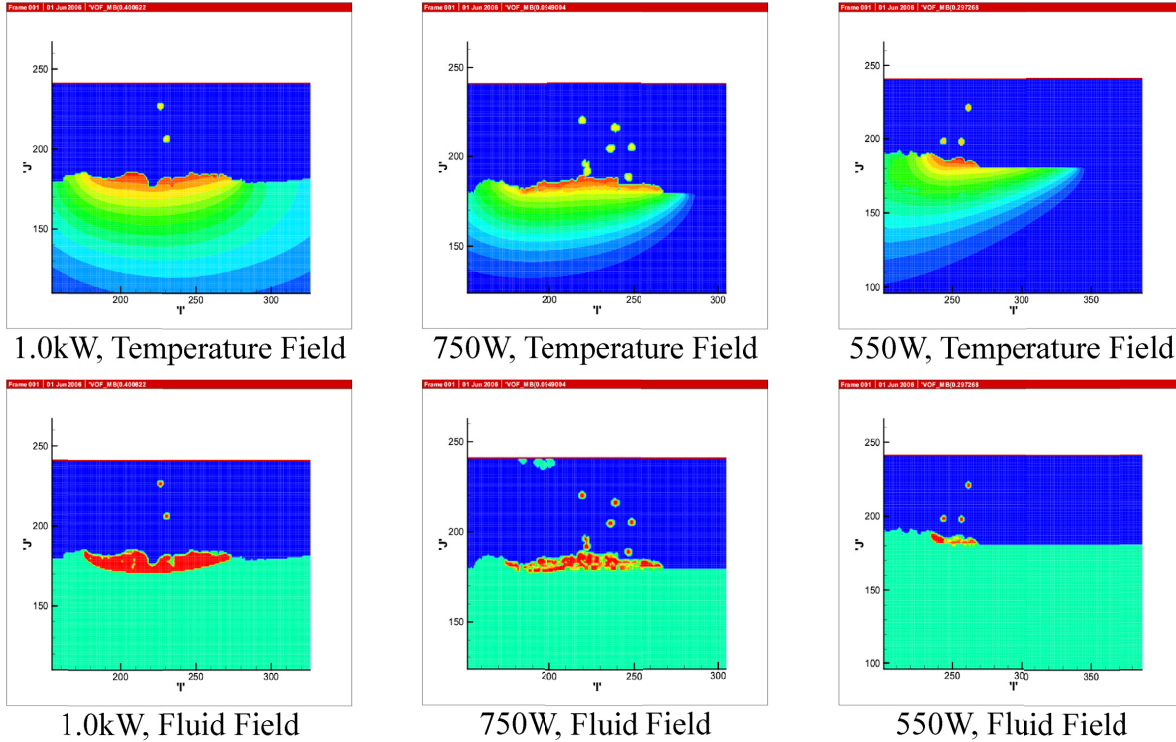 Frame 001 | 01 Jun 2006 | "VOF_MB(0.400622
250
200
150
'J'
200 250 300
'I'
1.0kW, Temperature Field
Frame 001 | 01 Jun 2006 | "VOF_MB(0.0949004
250
200
150
'J'
200 250 300
'I'
750W, Temperature Field
Frame 001 | 01 Jun 2006 | "VOF_MB(0.297268
250
200
150
100
'J'
250 300 350
'I'
550W, Temperature Field
Frame 001 | 01 Jun 2006 | "VOF_MB(0.400622
250
200
150
'J'
200 250 300
'I'
1.0kW, Fluid Field
Frame 001 | 01 Jun 2006 | "VOF_MB(0.0949004
250
200
150
'J'
200 250 300
'I'
750W, Fluid Field
Frame 001 | 01 Jun 2006 | "VOF_MB(0.297268
250
200
150
100
'J'
250 300 350
'I'
550W, Fluid Field